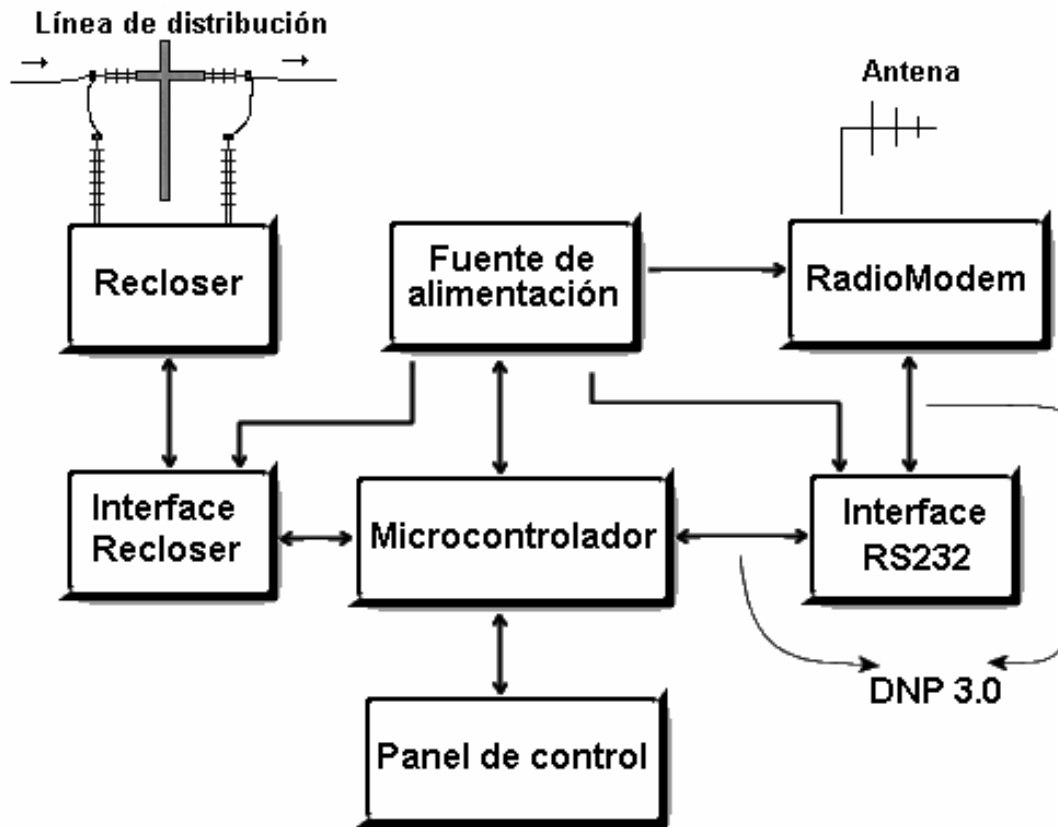 Línea de distribución
Antena
Recloser
Fuente de
alimentación
RadioModem
Interface
Recloser
Microcontrolador
Interface
RS232
DNP 3.0
Panel de control